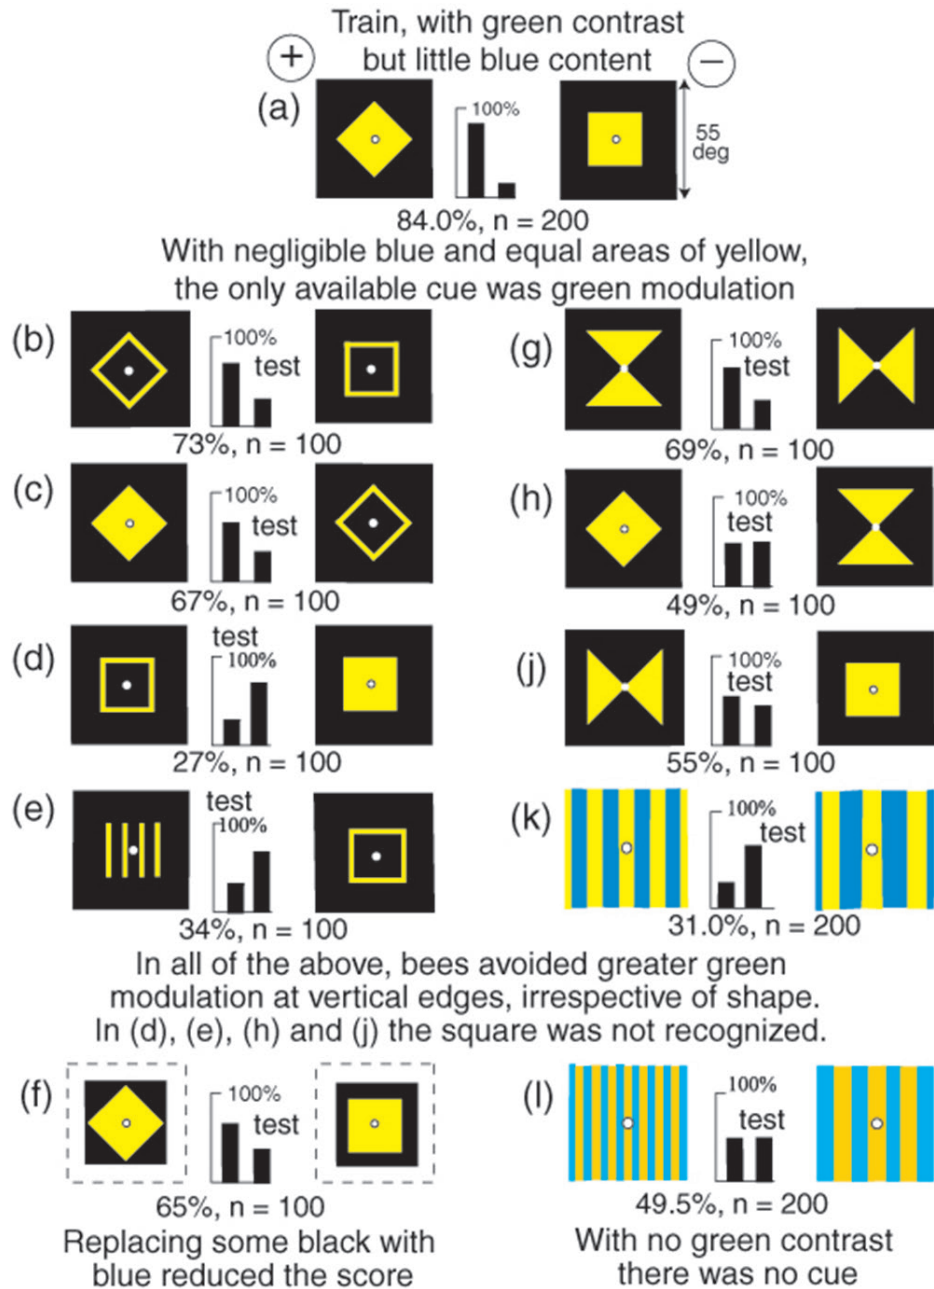 Train, with green contrast
but little blue content
+
−
(a)
100%
55
deg
84.0%, n = 200
With negligible blue and equal areas of yellow,
the only available cue was green modulation
(b)
100%
test
73%, n = 100
(g)
100%
test
69%, n = 100
(c)
100%
test
67%, n = 100
(h)
100%
test
49%, n = 100
(d)
test
100%
27%, n = 100
(j)
100%
test
55%, n = 100
(e)
test
100%
34%, n = 100
(k)
100%
test
31.0%, n = 200
In all of the above, bees avoided greater green
modulation at vertical edges, irrespective of shape.
In (d), (e), (h) and (j) the square was not recognized.
(f)
100%
test
65%, n = 100
Replacing some black with
blue reduced the score
(l)
100%
test
49.5%, n = 200
With no green contrast
there was no cue